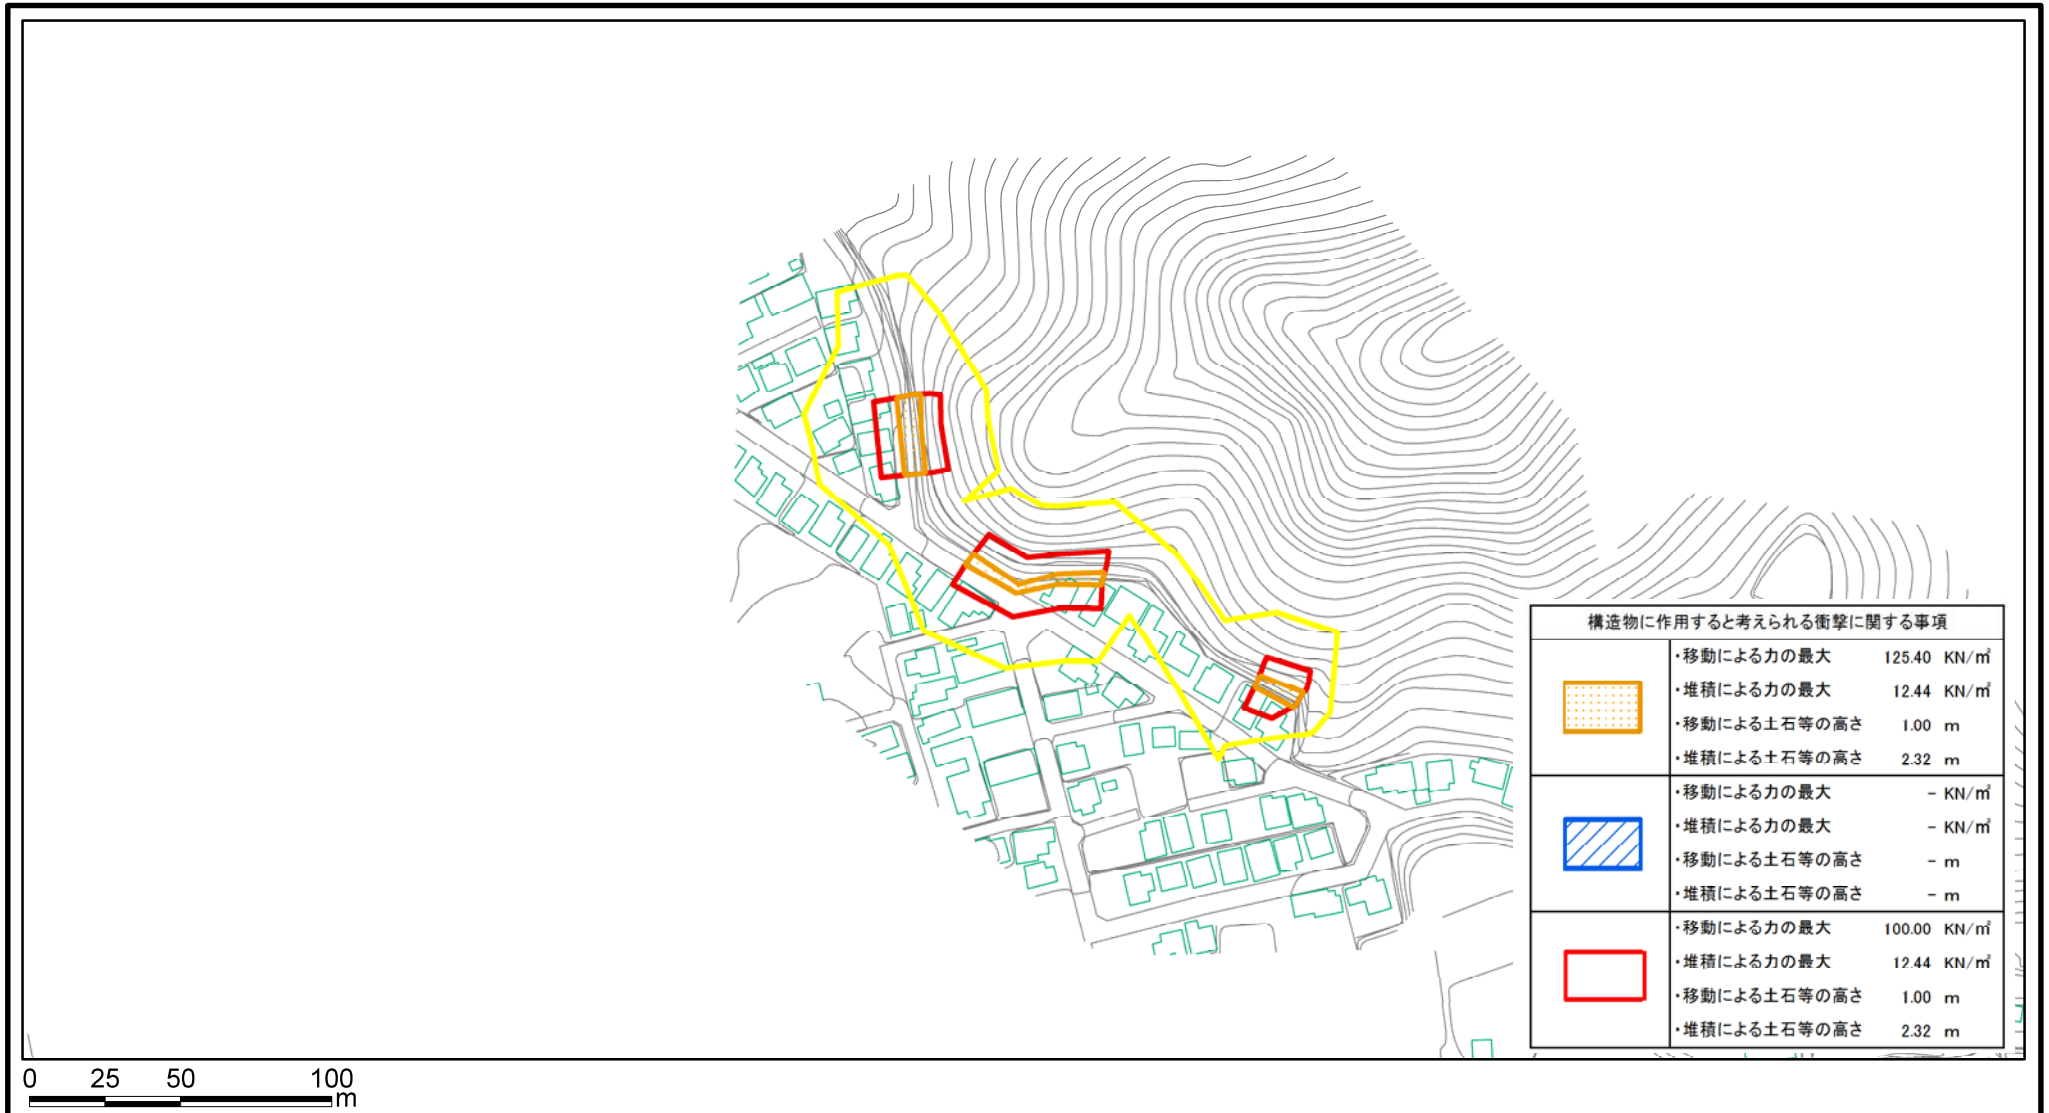 構造物に作用すると考えられる衝撃に関する事項
・移動による力の最大 125.40 KN/㎡
・堆積による力の最大 12.44 KN/㎡
・移動による土石等の高さ 1.00 m
・堆積による土石等の高さ 2.32 m
・移動による力の最大 - KN/㎡
・堆積による力の最大 - KN/㎡
・移動による土石等の高さ - m
・堆積による土石等の高さ - m
・移動による力の最大 100.00 KN/㎡
・堆積による力の最大 12.44 KN/㎡
・移動による土石等の高さ 1.00 m
・堆積による土石等の高さ 2.32 m
0 25 50 100
m